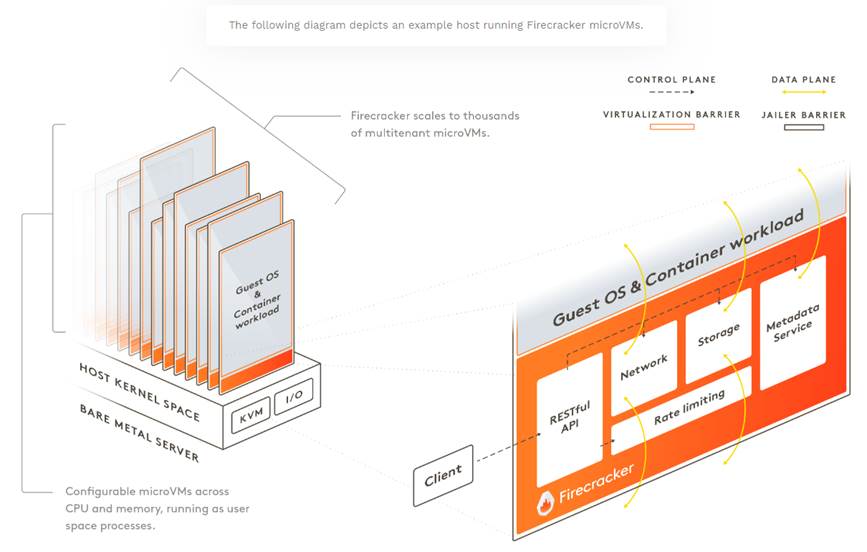 The following diagram depicts an example host running Firecracker microVMs.
CONTROL PLANE
DATA PLANE
VIRTUALIZATION BARRIER
JAILER BARRIER
Firecracker scales to thousands
of multitenant microVMs.
Guest OS
&
Container
workload
HOST KERNEL SPACE
KVM
I/O
BARE METAL SERVER
Configurable microVMs across
CPU and memory, running as user
space processes.
Guest OS & Container workload
RESTful
API
Network
Storage
Metadata
Service
Rate limiting
Client
Firecracker